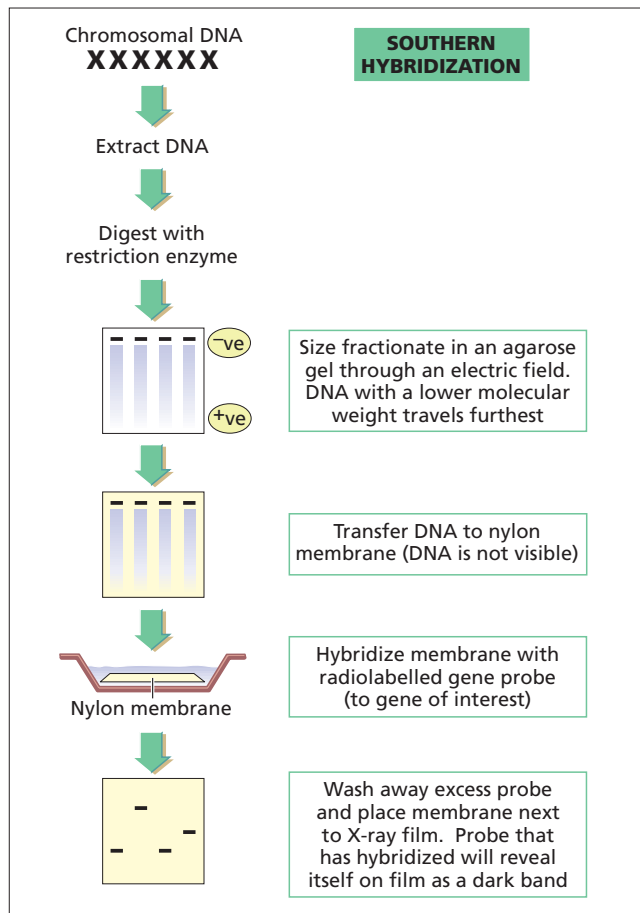 Chromosomal DNA
XXXXXX
SOUTHERN
HYBRIDIZATION
Extract DNA
Digest with
restriction enzyme
–ve
+ve
Size fractionate in an agarose
gel through an electric field.
DNA with a lower molecular
weight travels furthest
Transfer DNA to nylon
membrane (DNA is not visible)
Nylon membrane
Hybridize membrane with
radiolabelled gene probe
(to gene of interest)
Wash away excess probe
and place membrane next
to X-ray film. Probe that
has hybridized will reveal
itself on film as a dark band